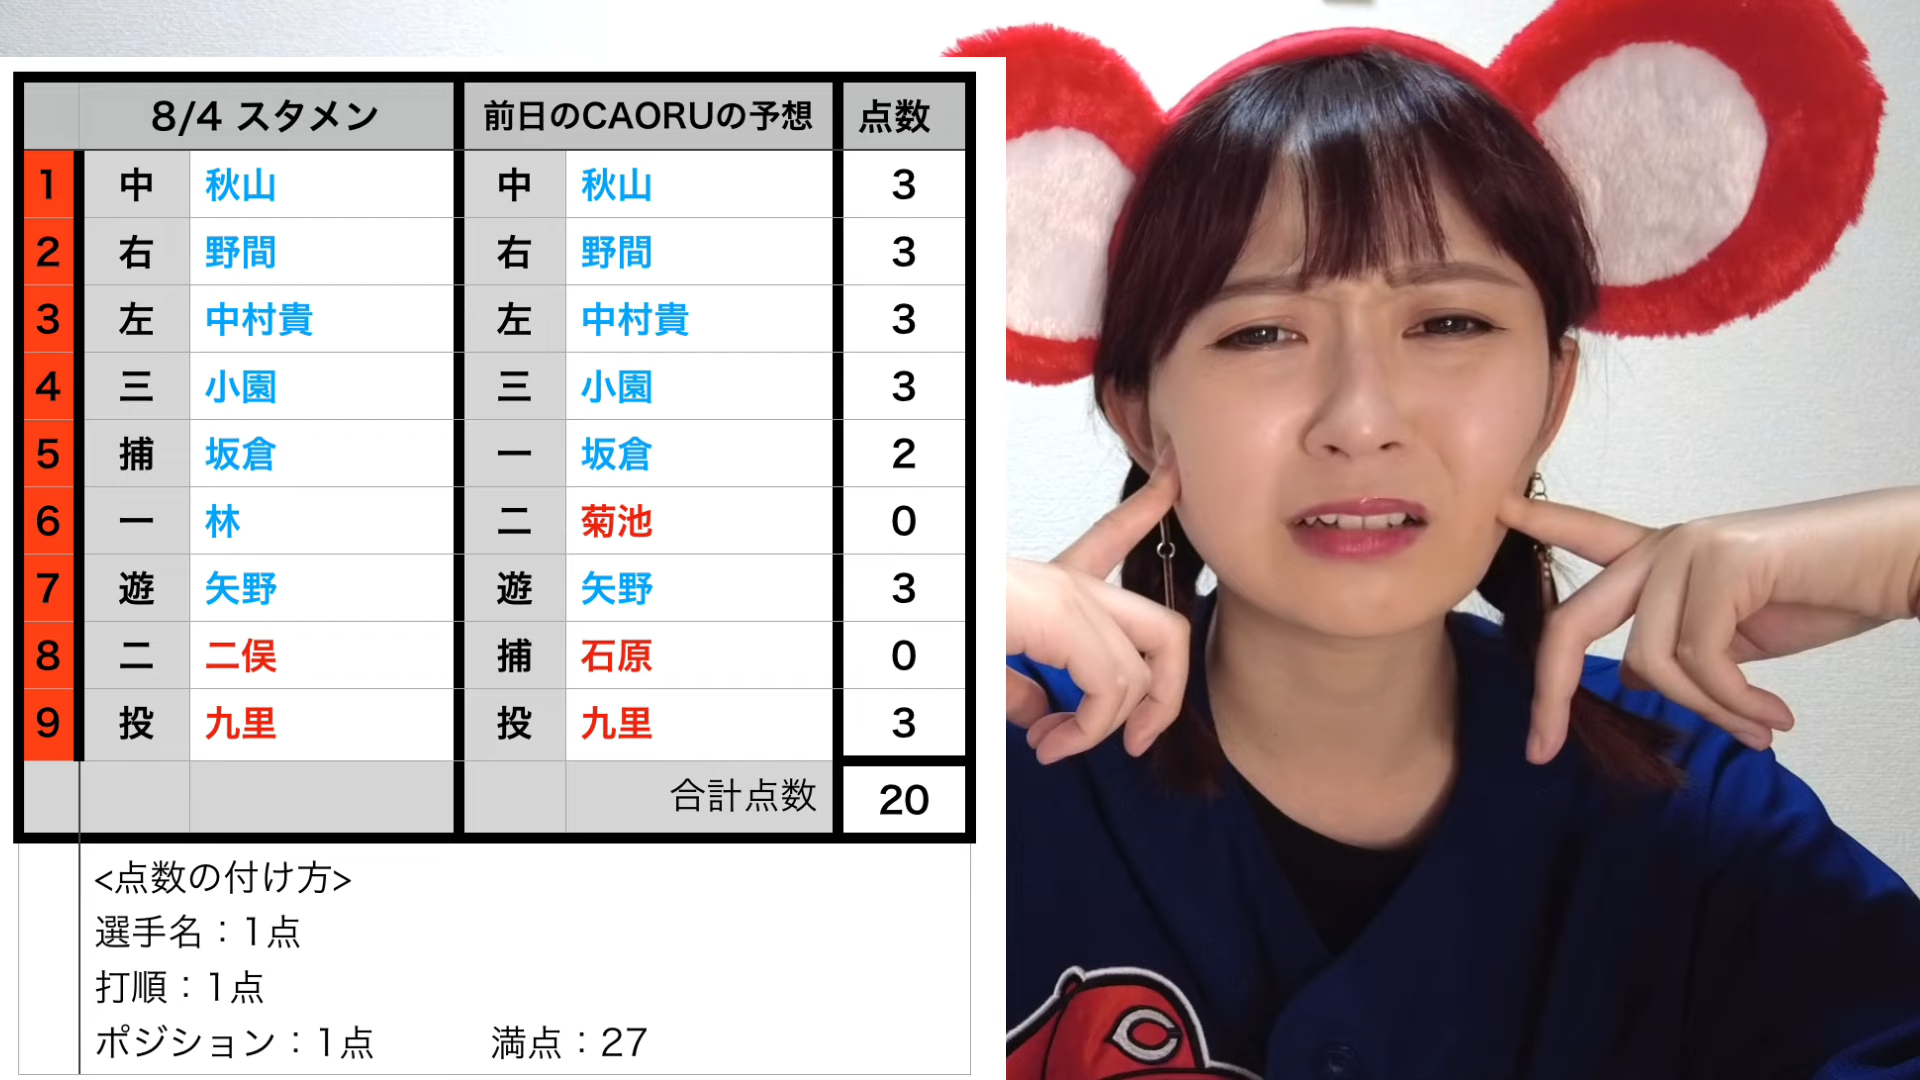 8/4 スタメン 前日のCAORUの予想 点数
1 中 秋山 中 秋山 3
2 右 野間 右 野間 3
3 左 中村貴 左 中村貴 3
4 三 小園 三 小園 3
5 捕 坂倉 一 坂倉 2
6 一 林 二 菊池 0
7 遊 矢野 遊 矢野 3
8 二 二俣 捕 石原 0
9 投 九里 投 九里 3
合計点数 20
<点数の付け方>
選手名：1点
打順：1点
ポジション：1点 満点：27
C